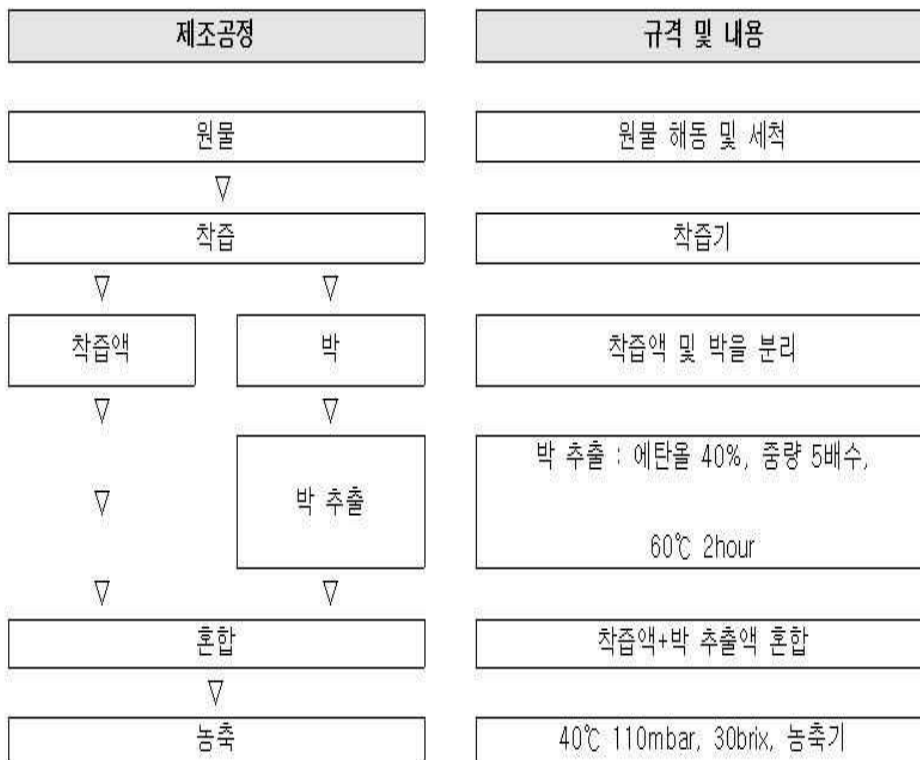 제조공정
규격 및 내용
원물
원물 해동 및 세척
착즙
착즙기
착즙액
박
착즙액 및 박을 분리
박 추출
박 추출 : 에탄올 40%, 중량 5배수,
60℃ 2hour
혼합
착즙액+박 추출액 혼합
농축
40℃ 110mbar, 30brix, 농축기